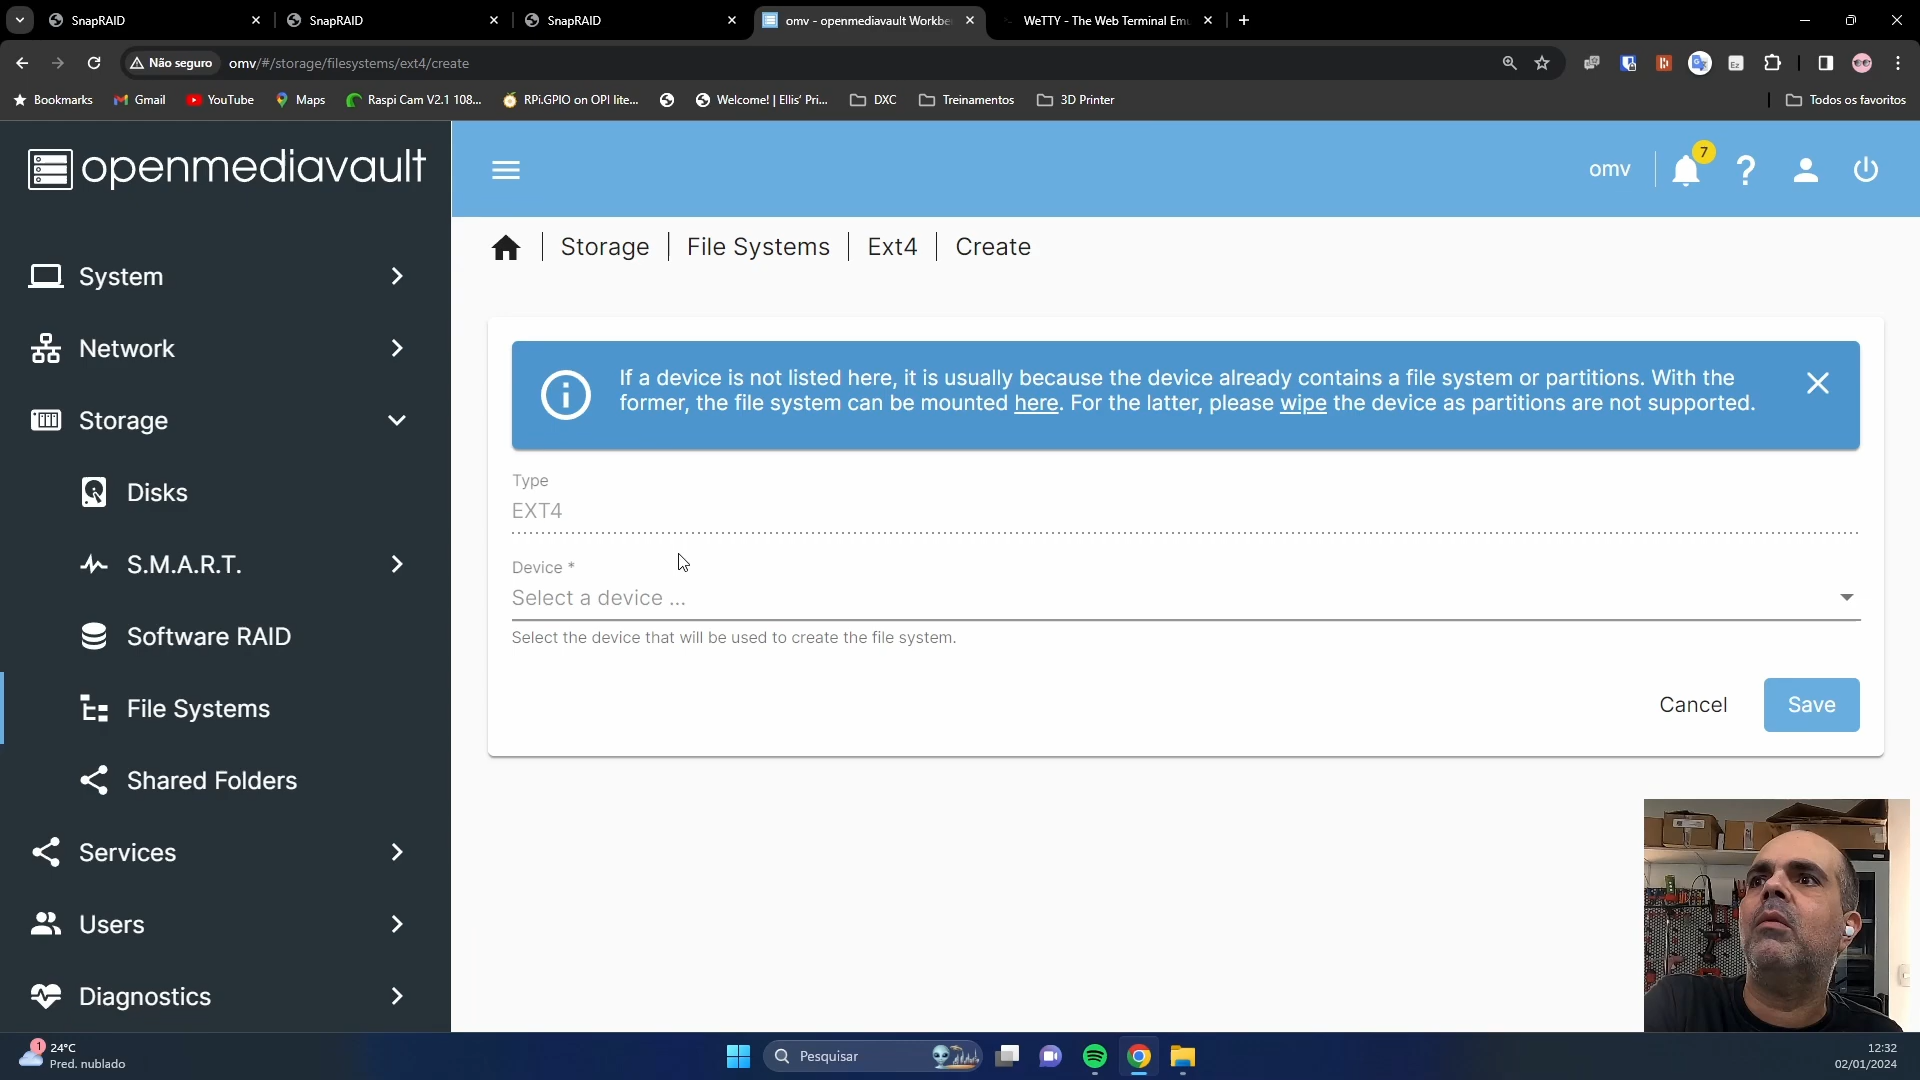 SnapRAID
SnapRAID
SnapRAID
omv - openmediavault Workbe
WeTTY - The Web Terminal Emu
Não seguro
omv/#/storage/filesystems/ext4/create
Bookmarks
Gmail
YouTube
Maps
Raspi Cam V2.1 108...
RPi.GPIO on OPI lite...
Welcome! | Ellis' Pri...
DXC
Treinamentos
3D Printer
Todos os favoritos
openmediavault
omv
7
System
Network
Storage
Disks
S.M.A.R.T.
Software RAID
File Systems
Shared Folders
Services
Users
Diagnostics
Storage | File Systems | Ext4 | Create
If a device is not listed here, it is usually because the device already contains a file system or partitions. With the
former, the file system can be mounted here. For the latter, please wipe the device as partitions are not supported.
Type
EXT4
Device *
Select a device ...
Select the device that will be used to create the file system.
Cancel
Save
1
24°C
Pred. nublado
Pesquisar
12:32
02/01/2024